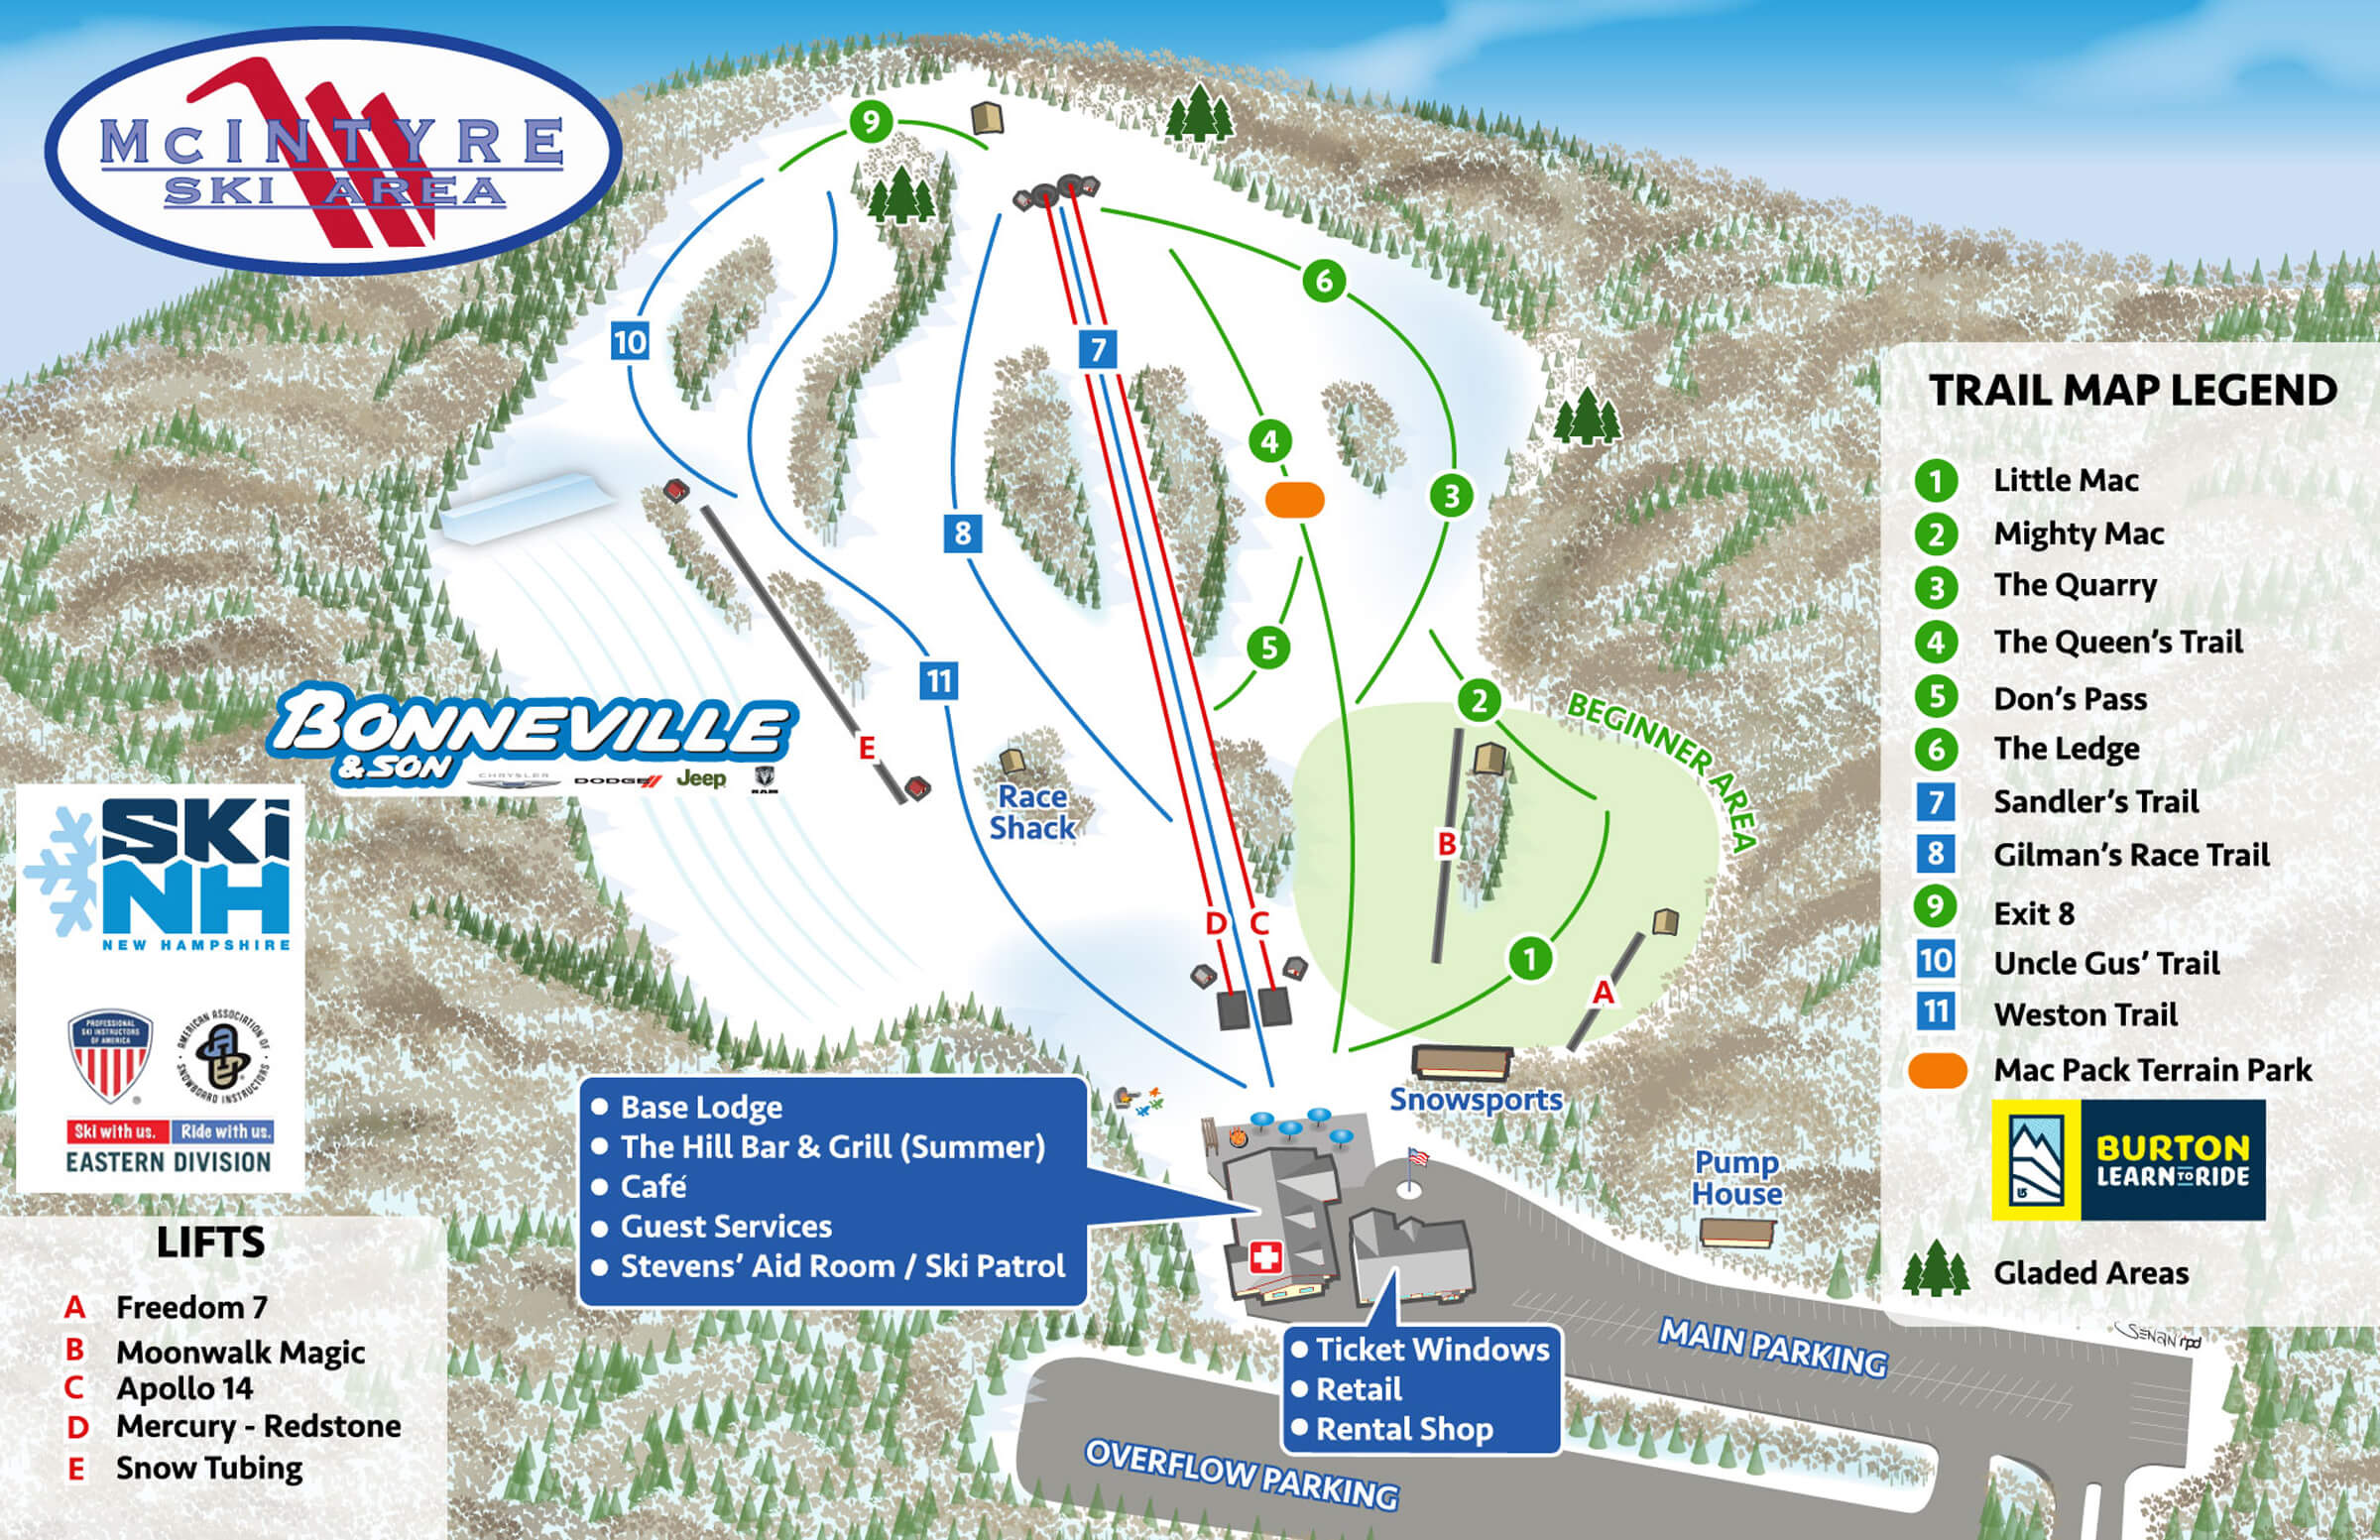 McINTYRE
SKI AREA
9
10
6
7
4
3
8
5
11
2
BEGINNER AREA
E
BONNEVILLE
& SON
CHRYSLER
DODGE
Jeep
RAM
Race
Shack
B
D
C
1
A
SKI
NH
NEW HAMPSHIRE
PROFESSIONAL
SKI INSTRUCTORS
OF AMERICA
AMERICAN ASSOCIATION OF
SNOWBOARD INSTRUCTORS
Ski with us.
Ride with us.
EASTERN DIVISION
Snowsports
Pump
House
• Base Lodge
• The Hill Bar & Grill (Summer)
• Café
• Guest Services
• Stevens' Aid Room / Ski Patrol
• Ticket Windows
• Retail
• Rental Shop
MAIN PARKING
OVERFLOW PARKING
LIFTS
A Freedom 7
B Moonwalk Magic
C Apollo 14
D Mercury - Redstone
E Snow Tubing
TRAIL MAP LEGEND
1 Little Mac
2 Mighty Mac
3 The Quarry
4 The Queen's Trail
5 Don's Pass
6 The Ledge
7 Sandler's Trail
8 Gilman's Race Trail
9 Exit 8
10 Uncle Gus' Trail
11 Weston Trail
Mac Pack Terrain Park
BURTON
LEARN TO RIDE
Gladed Areas